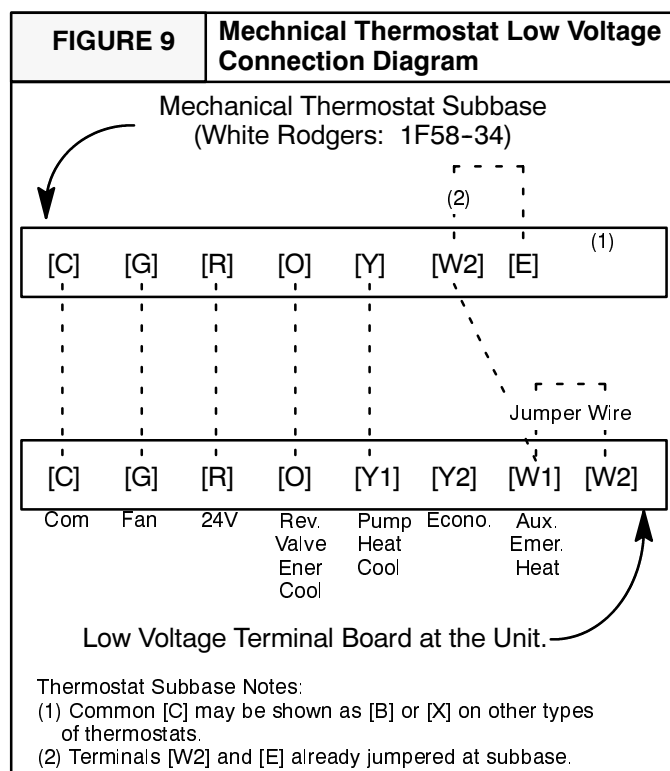 FIGURE 9
Mechnical Thermostat Low Voltage
Connection Diagram
Mechanical Thermostat Subbase
(White Rodgers: 1F58-34)
(2)
(1)
[C] [G] [R] [O] [Y] [W2] [E]
Jumper Wire
[C] [G] [R] [O] [Y1] [Y2] [W1] [W2]
Com Fan 24V Rev. Pump Econo. Aux.
Valve Heat Emer.
Ener Cool Heat
Cool
Low Voltage Terminal Board at the Unit.
Thermostat Subbase Notes:
(1) Common [C] may be shown as [B] or [X] on other types
of thermostats.
(2) Terminals [W2] and [E] already jumpered at subbase.